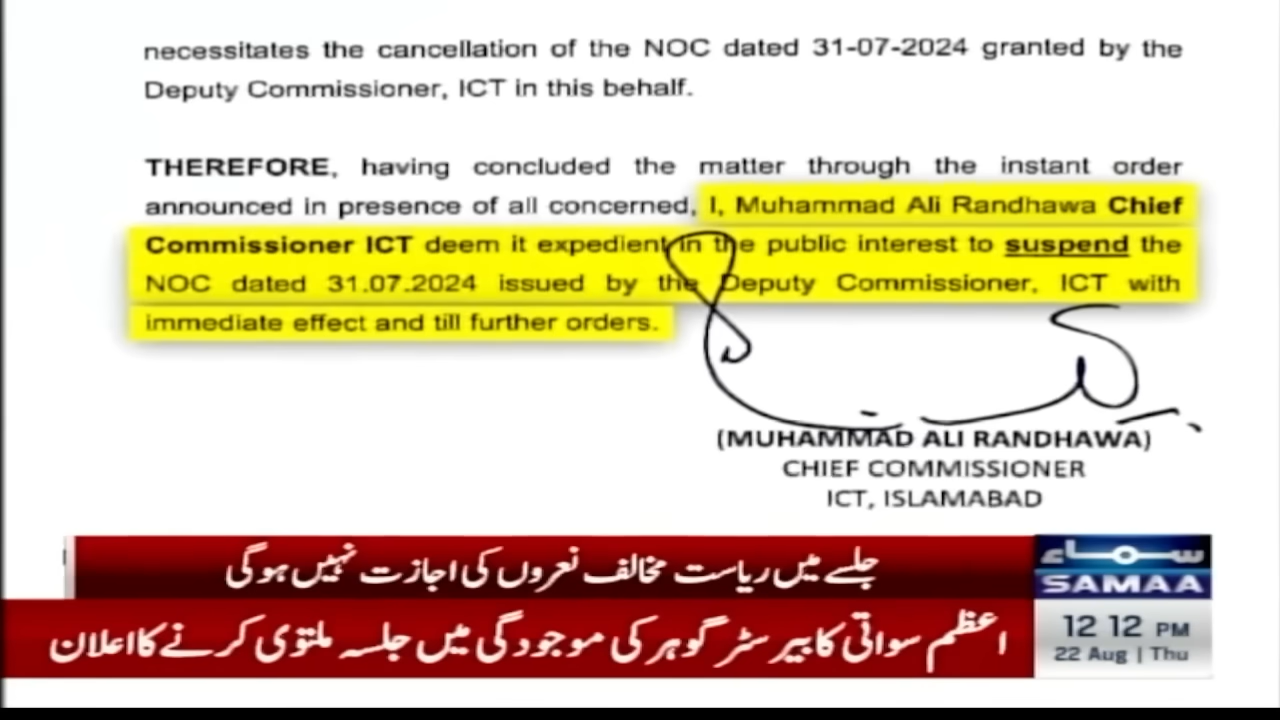 necessitates the cancellation of the NOC dated 31-07-2024 granted by the
Deputy Commissioner, ICT in this behalf.
THEREFORE, having concluded the matter through the instant order
announced in presence of all concerned, I, Muhammad Ali Randhawa Chief
Commissioner ICT deem it expedient in the public interest to suspend the
NOC dated 31.07.2024 issued by the Deputy Commissioner, ICT with
immediate effect and till further orders.
(MUHAMMAD ALI RANDHAWA)
CHIEF COMMISSIONER
ICT, ISLAMABAD
جلسے میں ریاست مخالف نعروں کی اجازت نہیں ہوگی
اعظم سواتی کا بیرسٹر گوہر کی موجودگی میں جلسہ ملتوی کرنے کا اعلان
سماء
SAMAA
12 12 PM
22 Aug | Thu